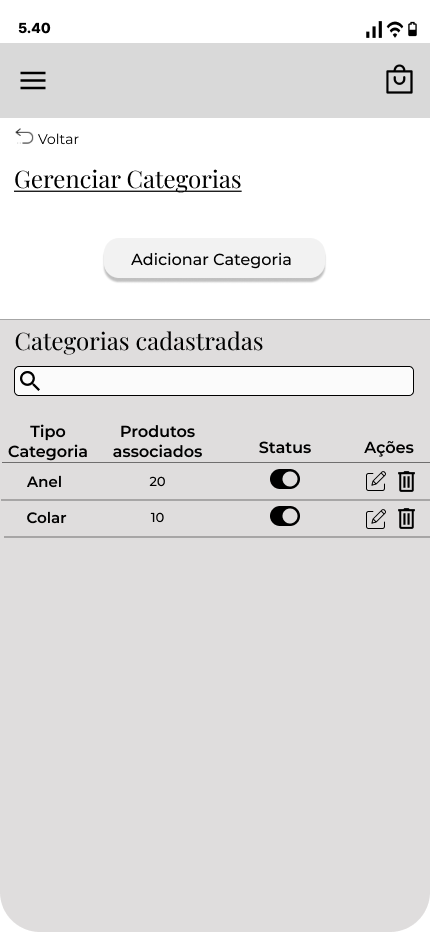 5.40
Voltar
Gerenciar Categorias
Adicionar Categoria
Categorias cadastradas
Tipo Categoria Produtos associados Status Ações
Anel 20
Colar 10